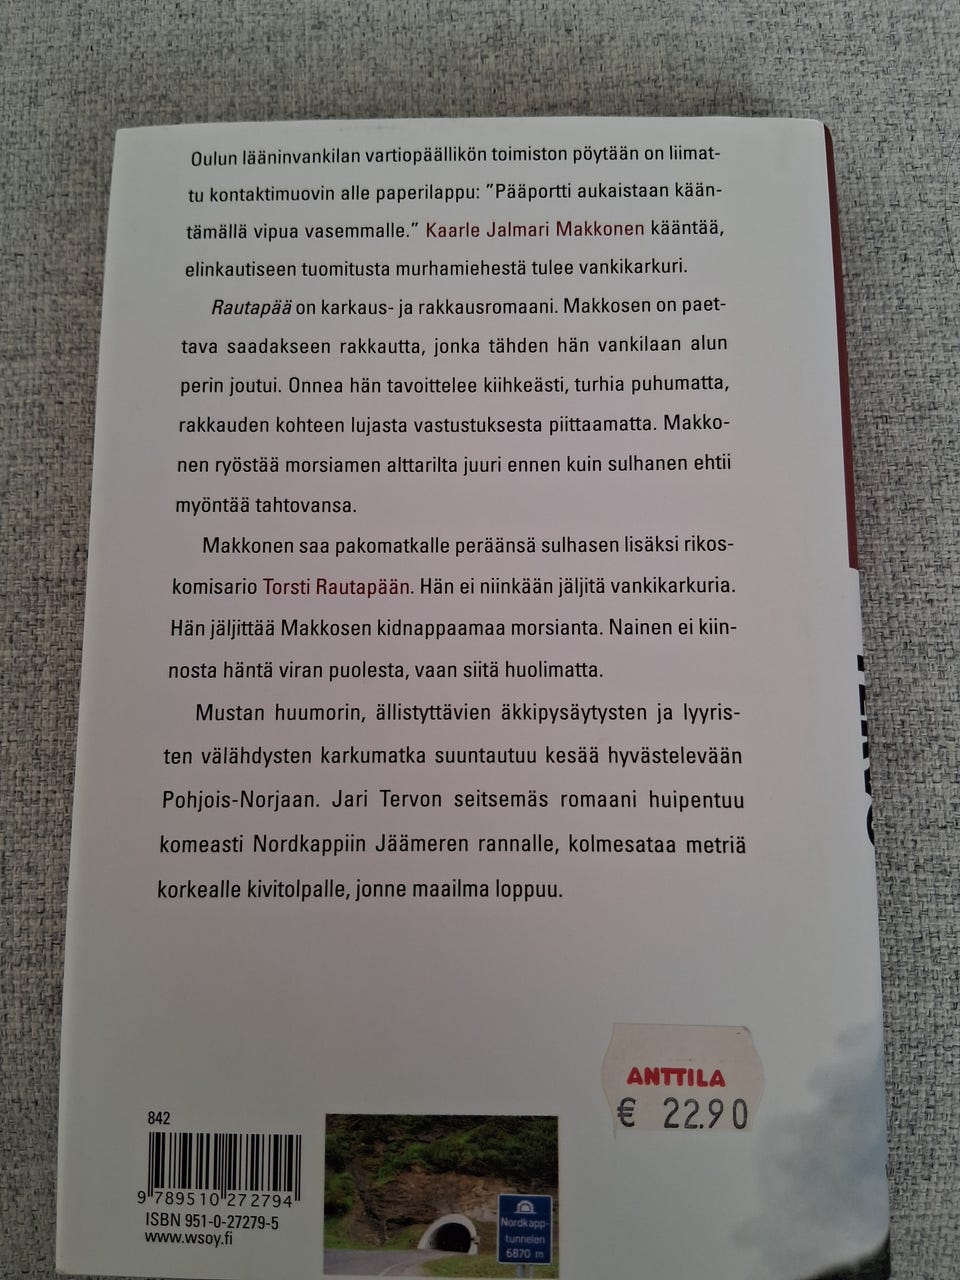 Oulun lääninvankilan vartiopäällikön toimiston pöytään on liimat-
tu kontaktimuovin alle paperilappu: ”Pääportti aukaistaan kään-
tämällä vipua vasemmalle.” Kaarle Jalmari Makkonen kääntää,
elinkautiseen tuomitusta murhamiehestä tulee vankikarkuri.
Rautapää on karkaus- ja rakkausromaani. Makkosen on paet-
tava saadakseen rakkautta, jonka tähden hän vankilaan alun
perin joutui. Onnea hän tavoittelee kiihkeästi, turhia puhumatta,
rakkauden kohteen lujasta vastustuksesta piittaamatta. Makko-
nen ryöstää morsiamen alttarilta juuri ennen kuin sulhanen ehtii
myöntää tahtovansa.
Makkonen saa pakomatkalle peräänsä sulhasen lisäksi rikos-
komisario Torsti Rautapään. Hän ei niinkään jäljitä vankikarkuria.
Hän jäljittää Makkosen kidnappaamaa morsianta. Nainen ei kiin-
nosta häntä viran puolesta, vaan siitä huolimatta.
Mustan huumorin, ällistyttävien äkkipysäytysten ja lyyris-
ten välähdysten karkumatka suuntautuu kesää hyvästelevään
Pohjois-Norjaan. Jari Tervon seitsemäs romaani huipentuu
komeasti Nordkappiin Jäämeren rannalle, kolmesataa metriä
korkealle kivitolpalle, jonne maailma loppuu.
ANTTILA
€ 22.90
842
9 789510 272794
ISBN 951-0-27279-5
www.wsoy.fi
Nordkapp-
tunnelen
6870 m